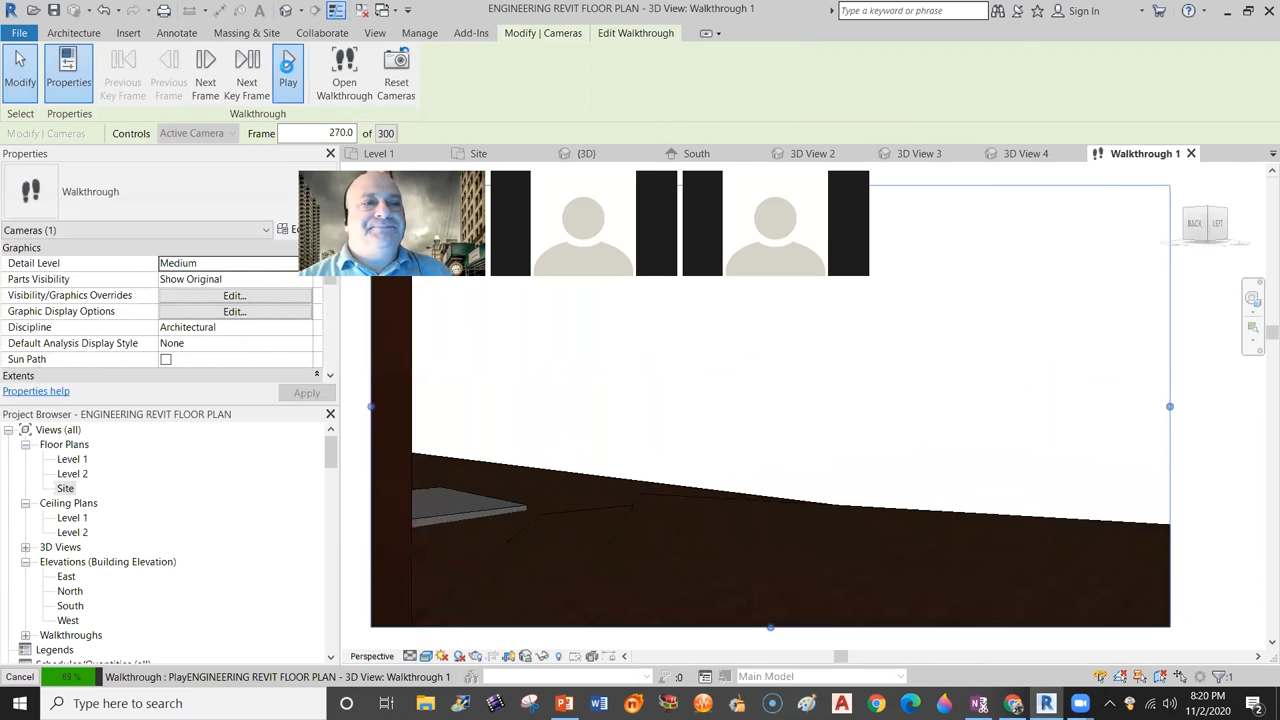 ENGINEERING REVIT FLOOR PLAN - 3D View: Walkthrough 1
Type a keyword or phrase
Sign In
File Architecture Insert Annotate Massing & Site Collaborate View Manage Add-Ins Modify | Cameras Edit Walkthrough
Modify Properties Previous Key Frame Previous Frame Next Frame Next Key Frame Play Open Walkthrough Reset Cameras
Select Properties Walkthrough
Modify | Cameras Controls Active Camera Frame 270.0 of 300
Properties
Level 1 Site {3D} South 3D View 2 3D View 3 3D View 4 Walkthrough 1
Walkthrough
Cameras (1)
Graphics
Detail Level Medium
Parts Visibility Show Original
Visibility/Graphics Overrides Edit...
Graphic Display Options Edit...
Discipline Architectural
Default Analysis Display Style None
Sun Path
Extents
Properties help Apply
Project Browser - ENGINEERING REVIT FLOOR PLAN
Views (all)
Floor Plans
Level 1
Level 2
Site
Ceiling Plans
Level 1
Level 2
3D Views
Elevations (Building Elevation)
East
North
South
West
Walkthroughs
Legends
BACK LEFT
Perspective
Cancel 89 % Walkthrough : PlayENGINEERING REVIT FLOOR PLAN - 3D View: Walkthrough 1 :0 Main Model :1
Type here to search
8:20 PM
11/2/2020
2